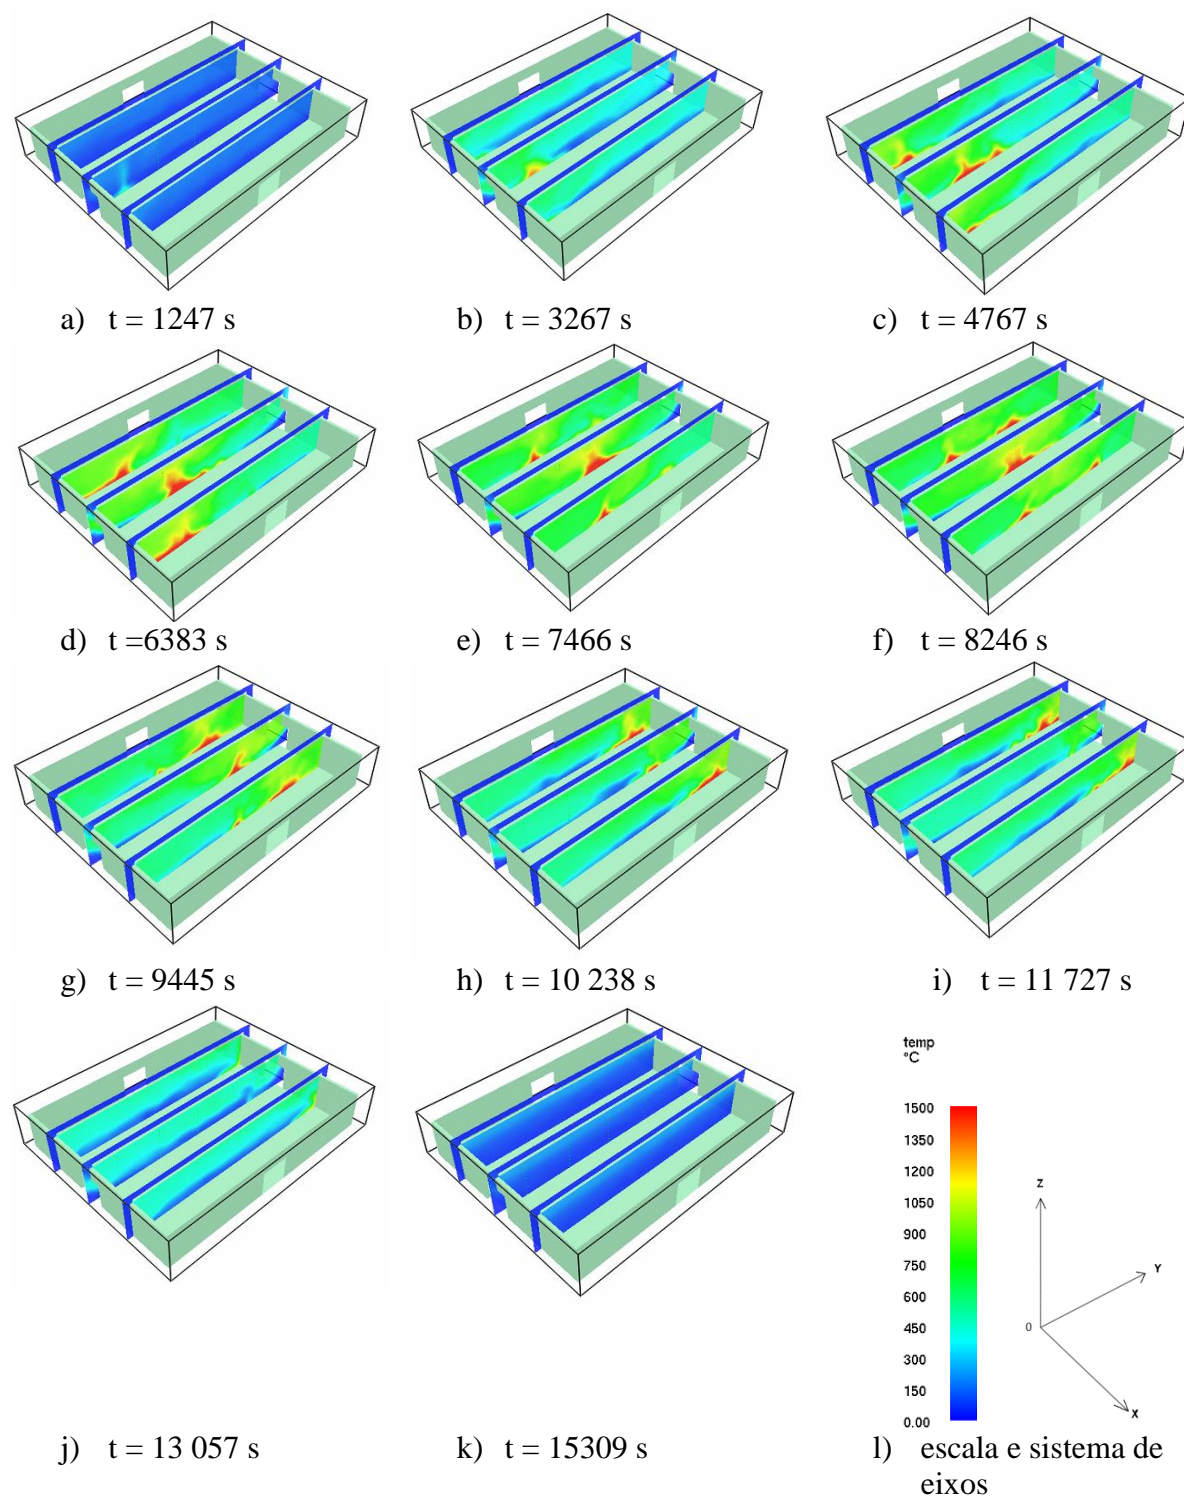 a) t = 1247 s
b) t = 3267 s
c) t = 4767 s
d) t =6383 s
e) t = 7466 s
f) t = 8246 s
g) t = 9445 s
h) t = 10 238 s
i) t = 11 727 s
temp
°C
1500
1350
1200
1050
900
750
600
450
300
150
0.00
Z
Y
0
X
j) t = 13 057 s
k) t = 15309 s
l) escala e sistema de
eixos